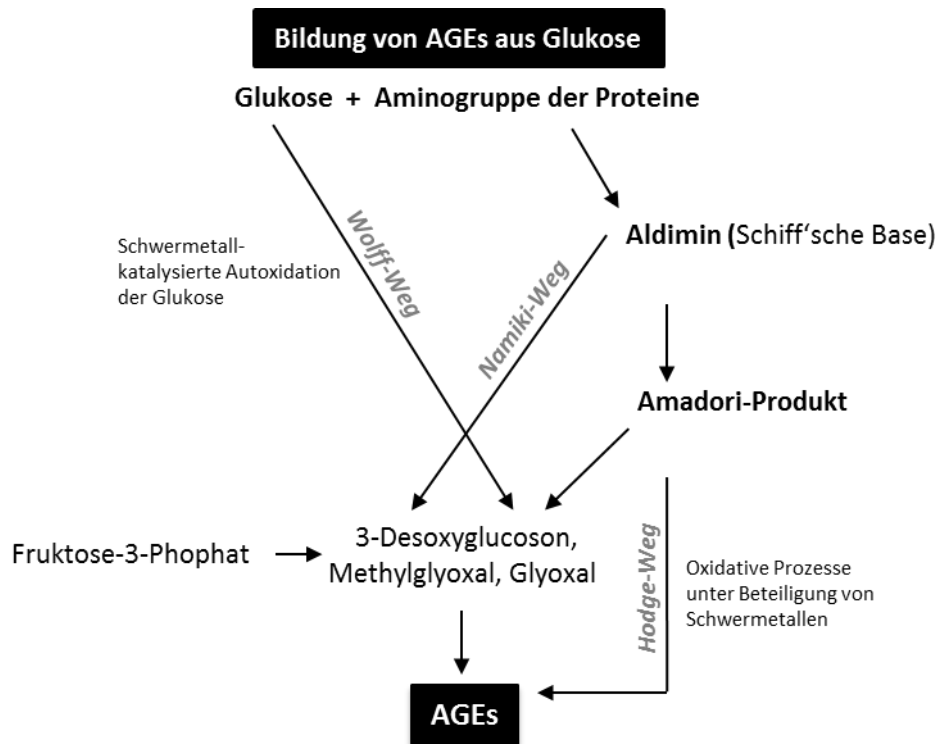 Bildung von AGEs aus Glukose
Glukose + Aminogruppe der Proteine
Wolff-Weg
Aldimin (Schiff‘sche Base)
Schwermetall-
katalysierte Autoxidation
der Glukose
Namiki-Weg
Amadori-Produkt
Fruktose-3-Phophat
3-Desoxyglucoson,
Methylglyoxal, Glyoxal
Hodge-Weg
Oxidative Prozesse
unter Beteiligung von
Schwermetallen
AGEs